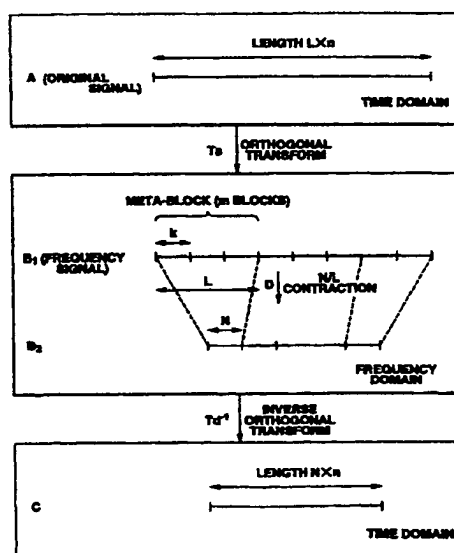 LENGTH L×n
A (ORIGINAL
SIGNAL)
TIME DOMAIN
Ts
ORTHOGONAL
TRANSFORM
META-BLOCK (m BLOCKS)
k
B1 (FREQUENCY
SIGNAL)
L
D
N/L
CONTRACTION
N
B2
FREQUENCY
DOMAIN
Td-1
INVERSE
ORTHOGONAL
TRANSFORM
LENGTH N×n
C
TIME DOMAIN